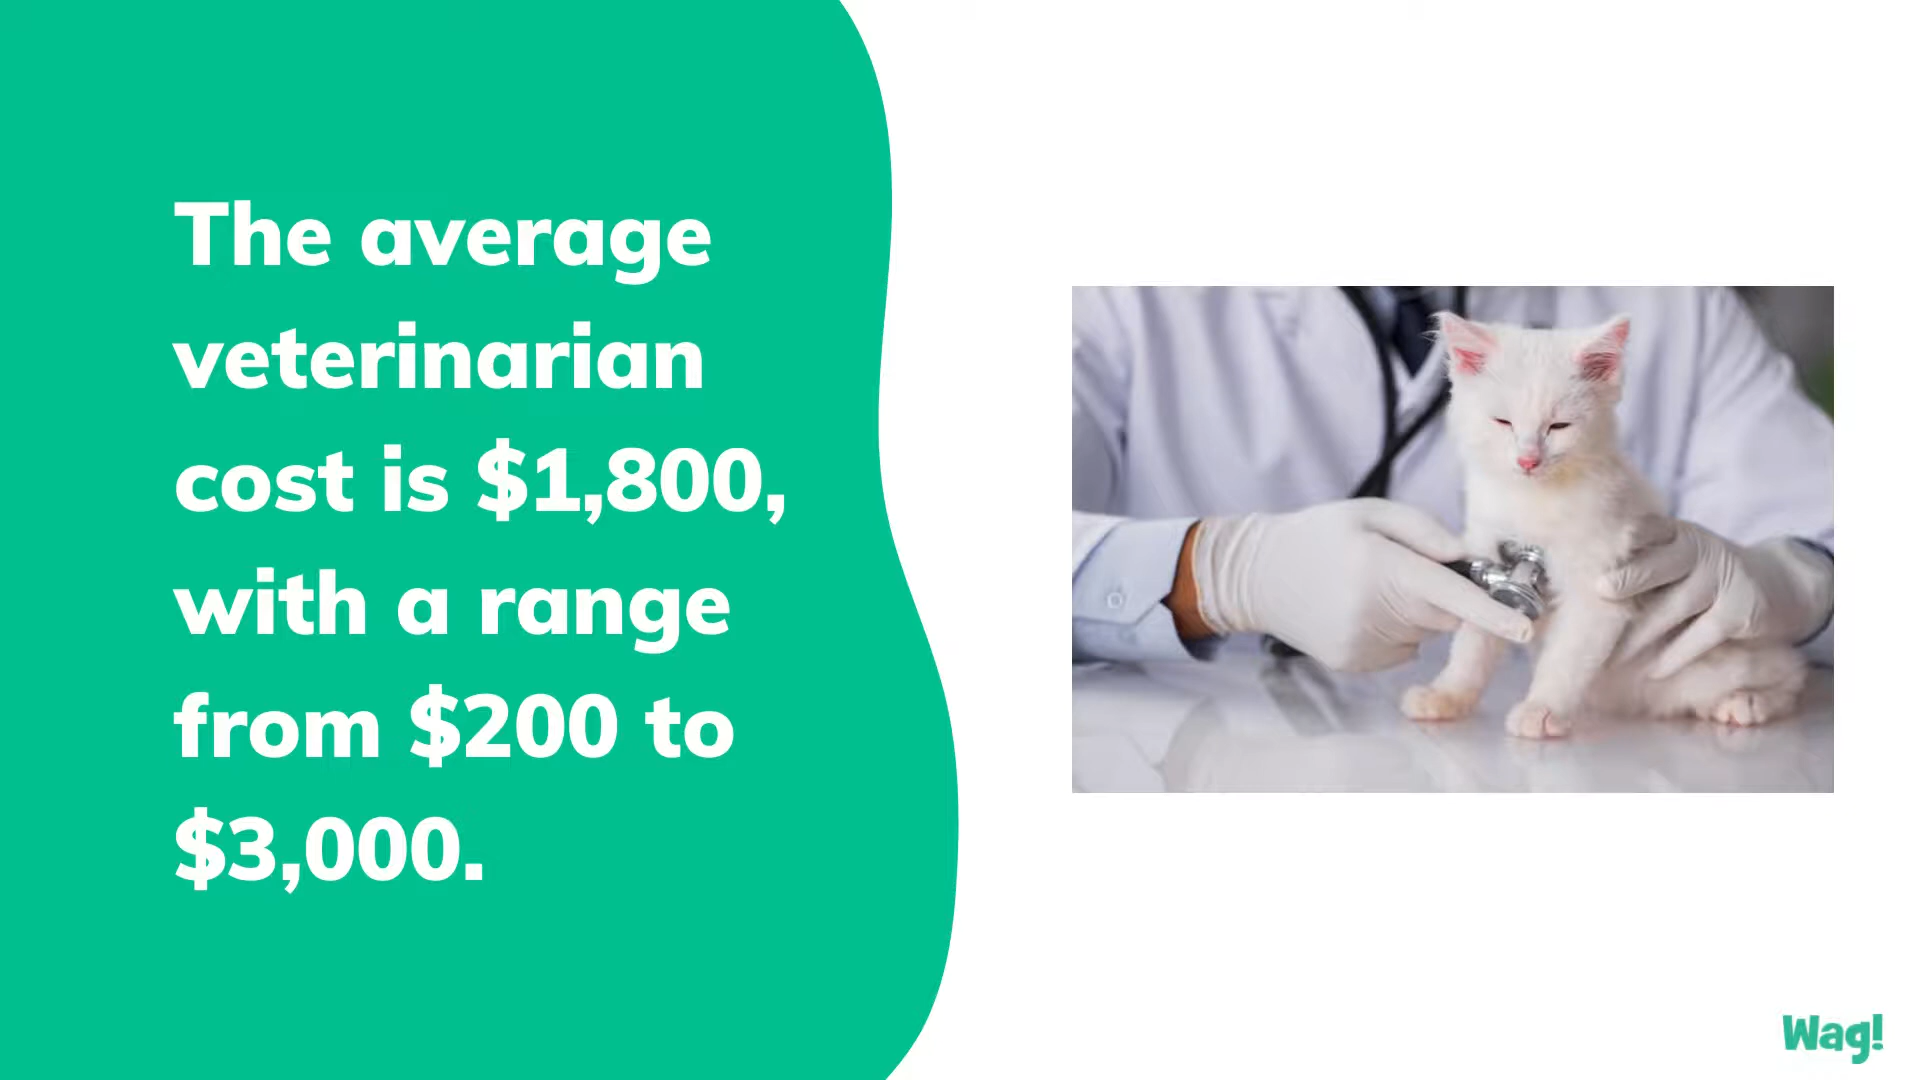 The average
veterinarian
cost is $1,800,
with a range
from $200 to
$3,000.
Wag!